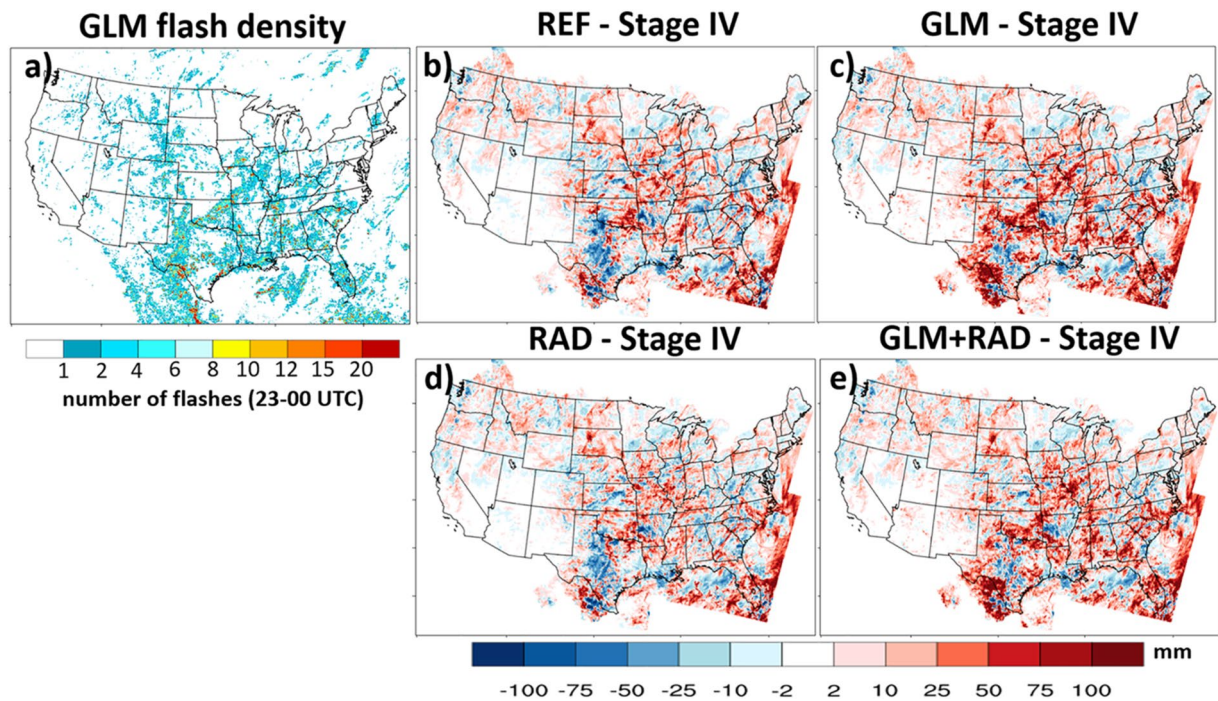 GLM flash density
REF - Stage IV
GLM - Stage IV
a)
b)
c)
1 2 4 6 8 10 12 15 20
number of flashes (23-00 UTC)
RAD - Stage IV
GLM+RAD - Stage IV
d)
e)
mm
-100 -75 -50 -25 -10 -2 2 10 25 50 75 100